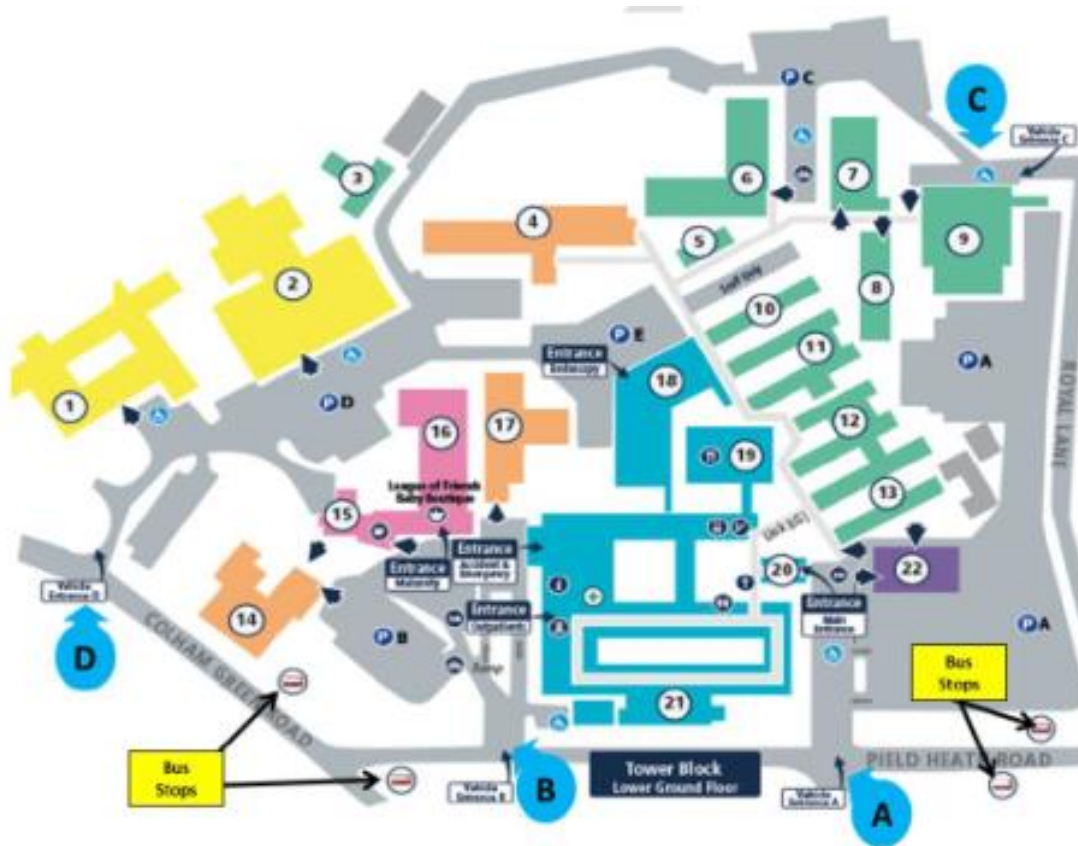 C
C
Vehicle
Entrance C
3
6
7
4
5
9
2
Staff Only
8
10
E
Entrance
Endoscopy
11
A
18
D
1
16
17
12
ROYAL LANE
19
League of Friends
Baby Boutique
13
15
Link (LG)
Entrance
Accident &
Emergency
Entrance
Maternity
20
22
Vehicle
Entrance D
Entrance
Outpatients
Entrance
Main
Entrance
14
B
A
D
COLHAM GREEN ROAD
Ramp
Bus
Stops
21
Bus
Stops
Tower Block
Lower Ground Floor
PIELD HEATH ROAD
Vehicle
Entrance B
B
Vehicle
Entrance A
A